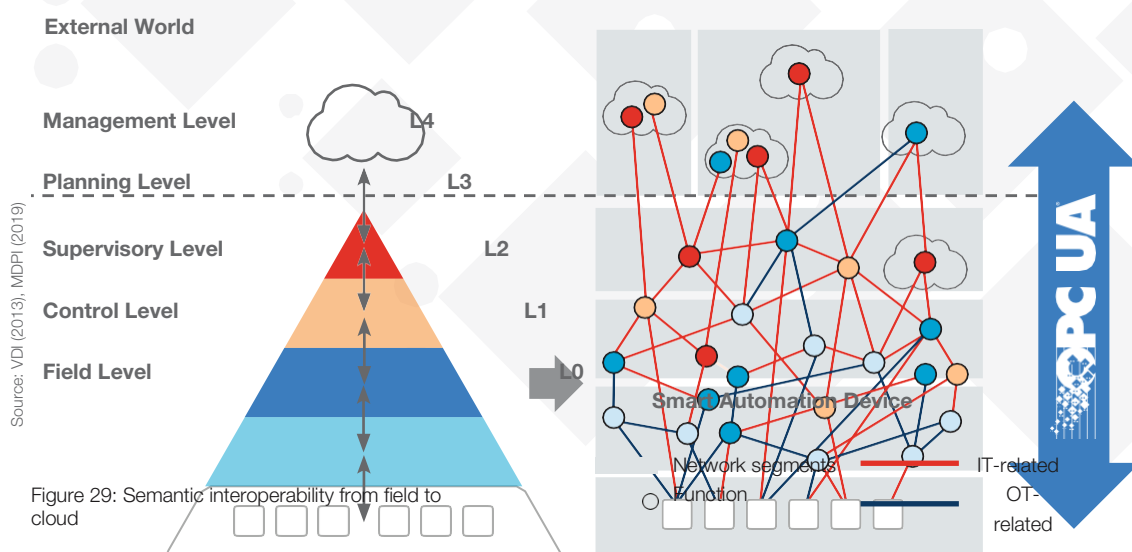 External World
Management Level
L4
Planning Level
L3
Supervisory Level
L2
Control Level
L1
Field Level
L0
Source: VDI (2013), MDPI (2019)
OPC UA
Smart Automation Device
Network segments
IT-related
Function
OT-
related
Figure 29: Semantic interoperability from field to
cloud